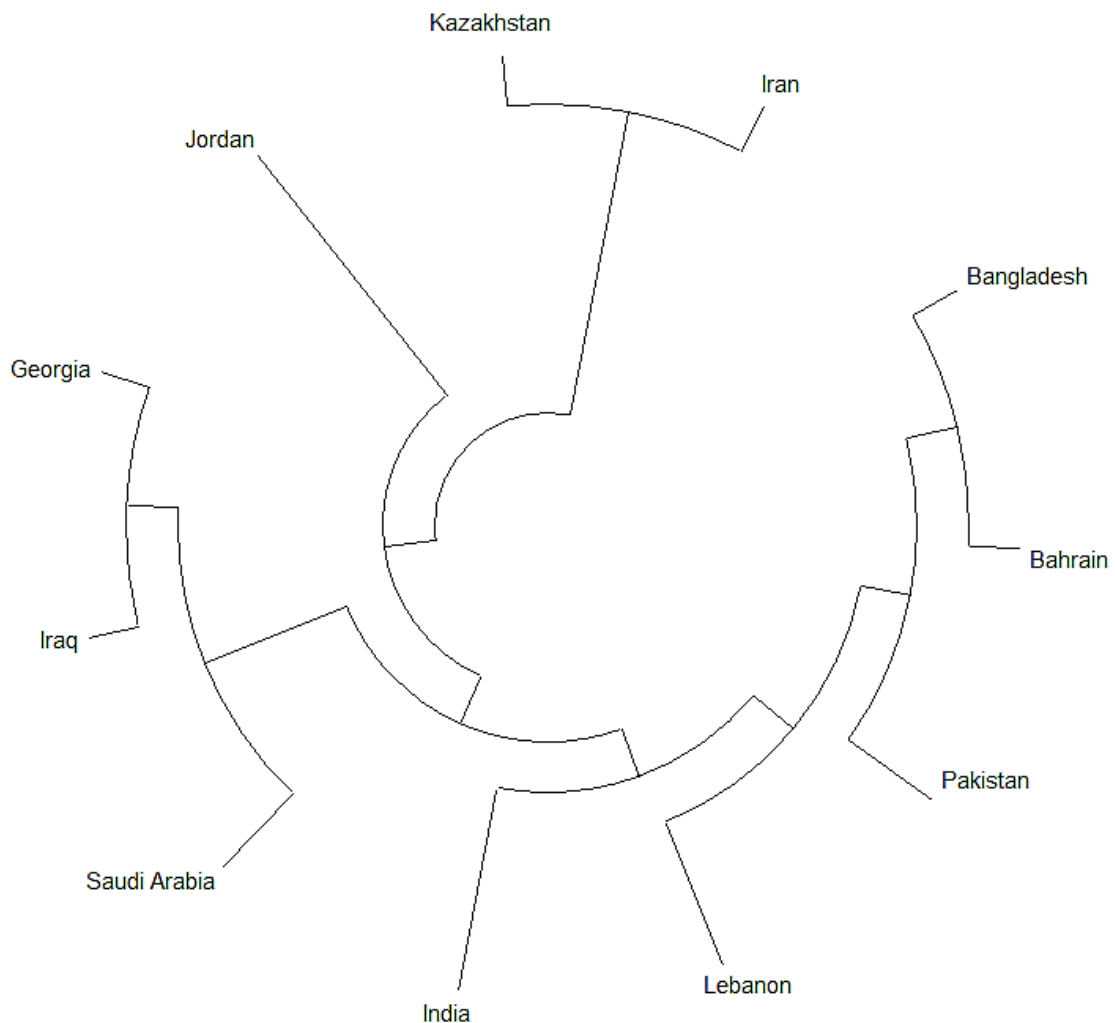 Kazakhstan
Iran
Jordan
Bangladesh
Georgia
Bahrain
Iraq
Pakistan
Saudi Arabia
Lebanon
India